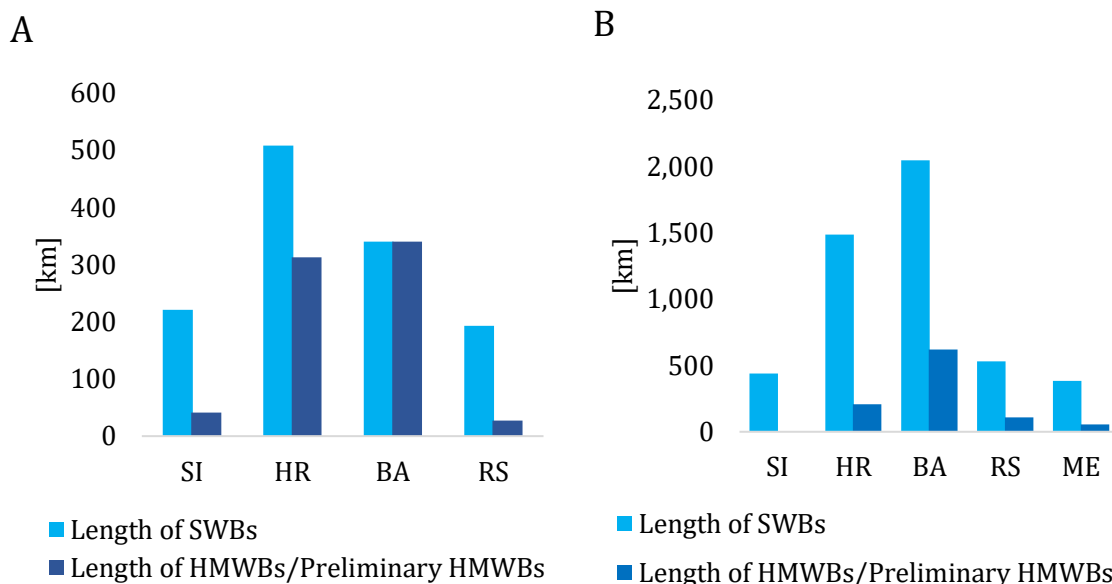 A
600
500
400
300
200
100
0
[km]
SI HR BA RS
Length of SWBs
Length of HMWBs/Preliminary HMWBs
B
2,500
2,000
1,500
1,000
500
0
[km]
SI HR BA RS ME
Length of SWBs
Length of HMWBs/Preliminary HMWBs